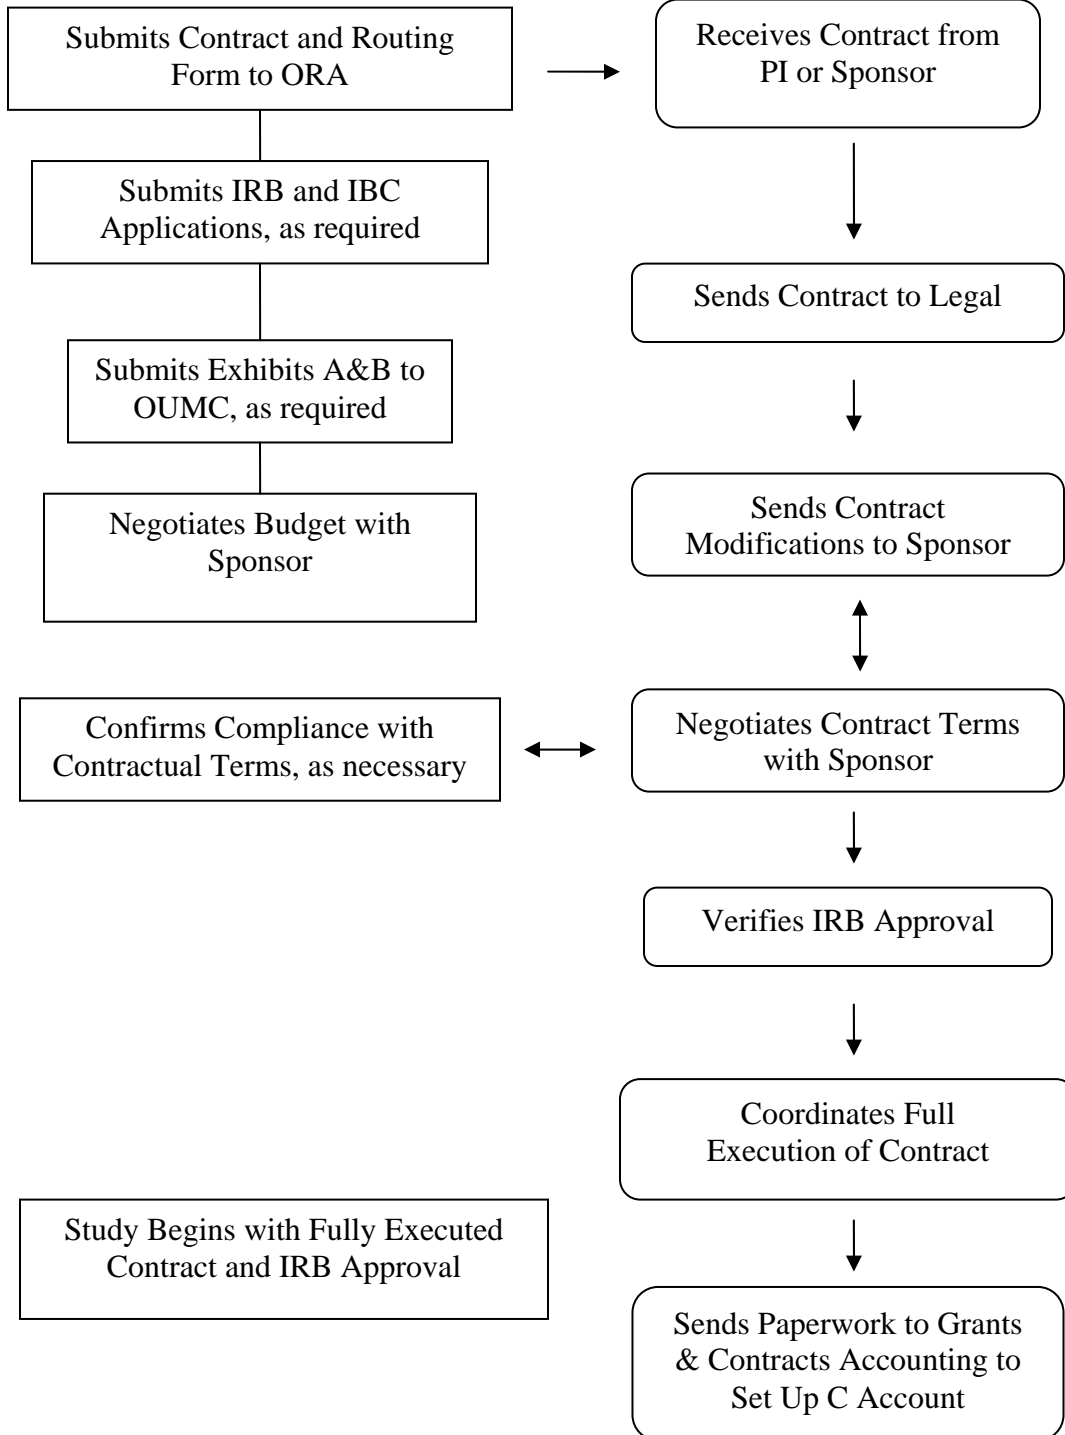 Submits Contract and Routing
Form to ORA
Receives Contract from
PI or Sponsor
Submits IRB and IBC
Applications, as required
Sends Contract to Legal
Submits Exhibits A&B to
OUMC, as required
Sends Contract
Modifications to Sponsor
Negotiates Budget with
Sponsor
Confirms Compliance with
Contractual Terms, as necessary
Negotiates Contract Terms
with Sponsor
Verifies IRB Approval
Coordinates Full
Execution of Contract
Study Begins with Fully Executed
Contract and IRB Approval
Sends Paperwork to Grants
& Contracts Accounting to
Set Up C Account